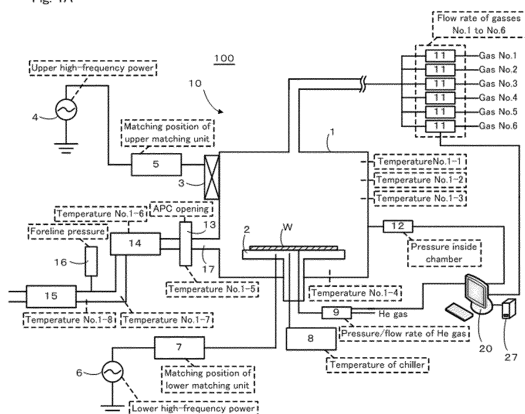 Fig. 1A
Flow rate of gasses
No.1 to No.6
Upper high-frequency power
100
10
11
Gas No.1
11
Gas No.2
11
Gas No.3
11
Gas No.4
11
Gas No.5
11
Gas No.6
4
Matching position of
upper matching unit
5
3
1
TemperatureNo.1-1
Temperature No.1-2
Temperature No.1-3
Temperature No.1-6
APC opening
13
Foreline pressure
14
16
2
W
12
Pressure inside
chamber
17
15
Temperature No.1-5
Temperature No.1-4
Temperature No.1-8
Temperature No.1-7
9
He gas
Pressure/flow rate of He gas
20
27
7
8
6
Matching position of
lower matching unit
Temperature of chiller
Lower high-frequency power